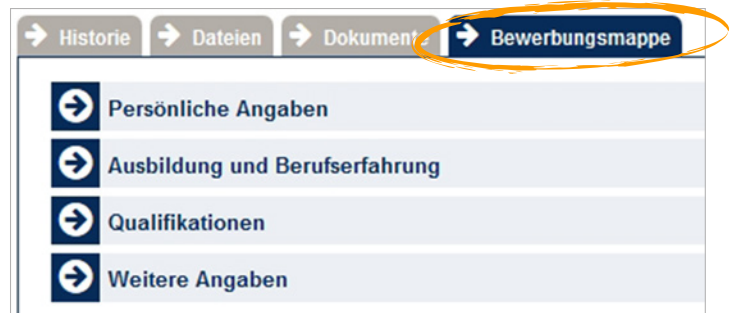 Historie Dateien Dokumente Bewerbungsmappe
Persönliche Angaben
Ausbildung und Berufserfahrung
Qualifikationen
Weitere Angaben